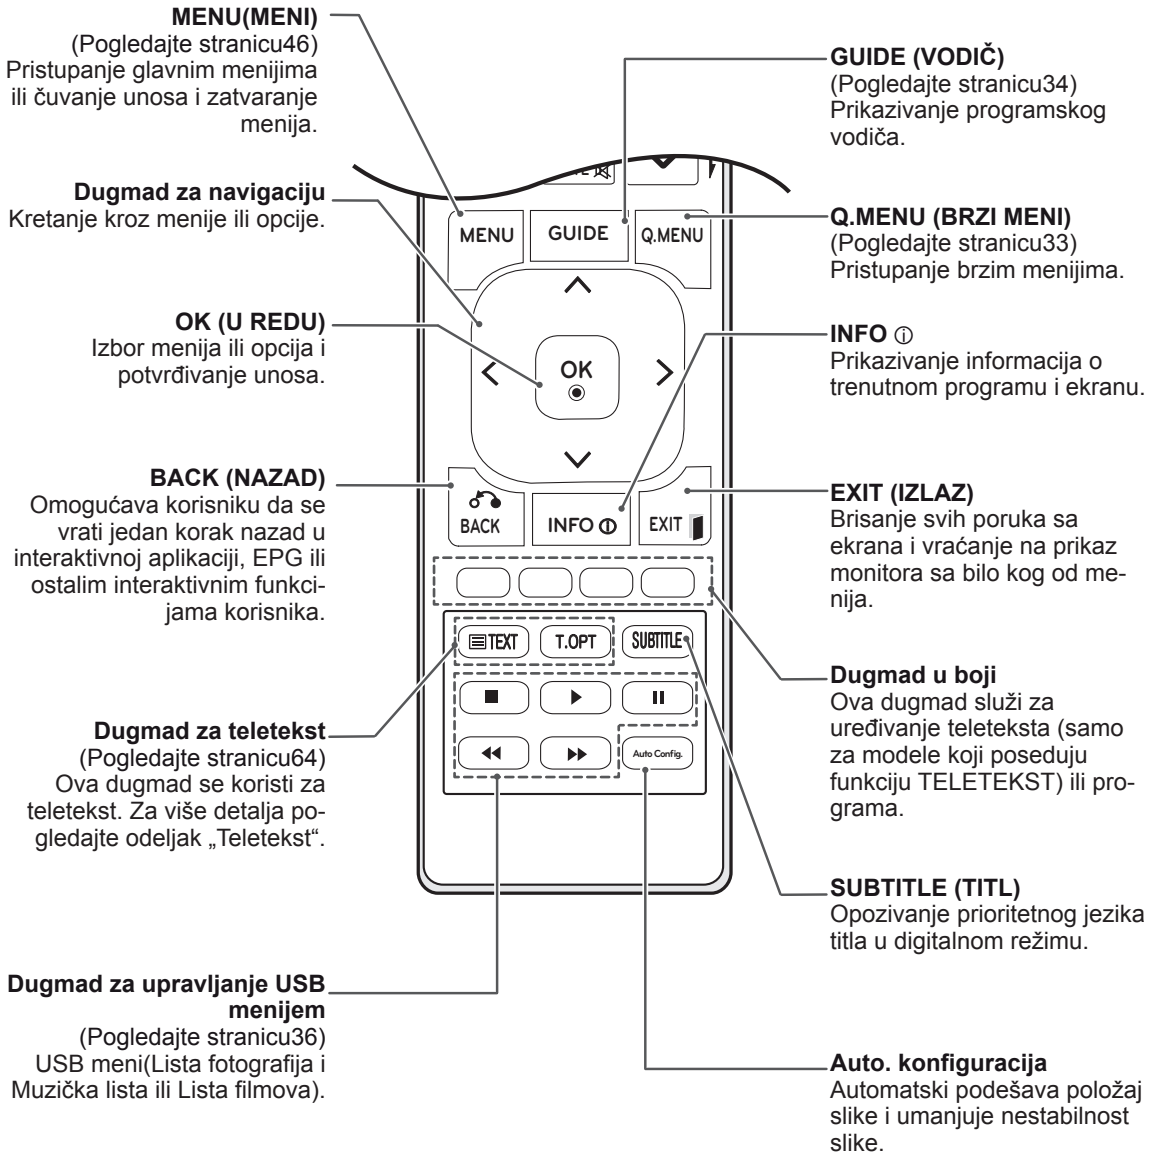 MENU(MENI)
(Pogledajte stranicu46)
Pristupanje glavnim menijima
ili čuvanje unosa i zatvaranje
menija.
Dugmad za navigaciju
Kretanje kroz menije ili opcije.
OK (U REDU)
Izbor menija ili opcija i
potvrđivanje unosa.
BACK (NAZAD)
Omogućava korisniku da se
vrati jedan korak nazad u
interaktivnoj aplikaciji, EPG ili
ostalim interaktivnim funkci-
jama korisnika.
Dugmad za teletekst
(Pogledajte stranicu64)
Ova dugmad se koristi za
teletekst. Za više detalja po-
gledajte odeljak „Teletekst“.
Dugmad za upravljanje USB
menijem
(Pogledajte stranicu36)
USB meni(Lista fotografija i
Muzička lista ili Lista filmova).
MENU
GUIDE
Q.MENU
OK
BACK
INFO
EXIT
TEXT
T.OPT
SUBTITLE
Auto Config.
GUIDE (VODIČ)
(Pogledajte stranicu34)
Prikazivanje programskog
vodiča.
Q.MENU (BRZI MENI)
(Pogledajte stranicu33)
Pristupanje brzim menijima.
INFO ⓘ
Prikazivanje informacija o
trenutnom programu i ekranu.
EXIT (IZLAZ)
Brisanje svih poruka sa
ekrana i vraćanje na prikaz
monitora sa bilo kog od me-
nija.
Dugmad u boji
Ova dugmad služi za
uređivanje teleteksta (samo
za modele koji poseduju
funkciju TELETEKST) ili pro-
grama.
SUBTITLE (TITL)
Opozivanje prioritetnog jezika
titla u digitalnom režimu.
Auto. konfiguracija
Automatski podešava položaj
slike i umanjuje nestabilnost
slike.